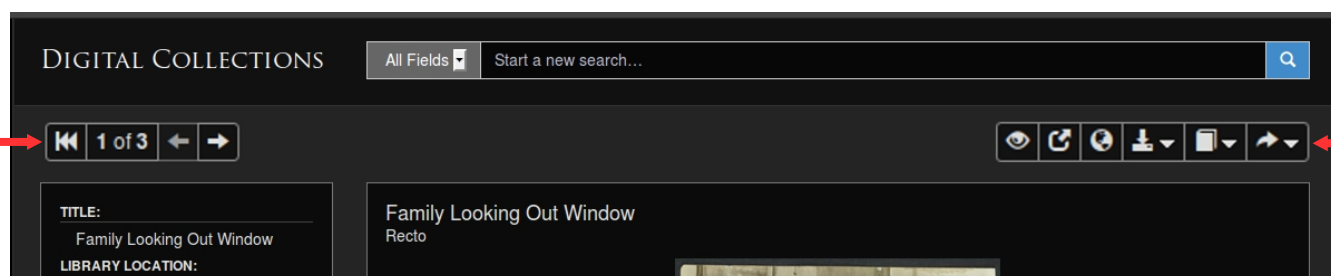 DIGITAL COLLECTIONS
All Fields Start a new search...
1 of 3
TITLE:
Family Looking Out Window
LIBRARY LOCATION:
Family Looking Out Window
Recto